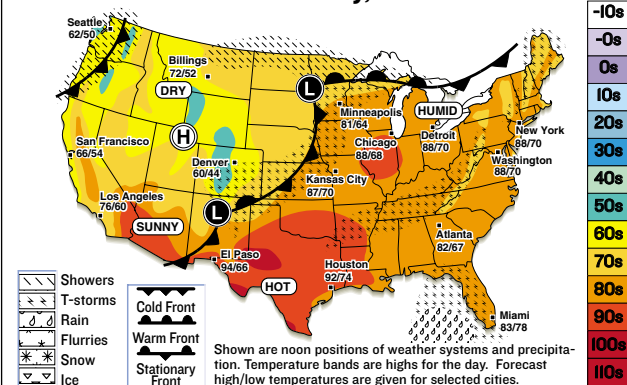 Seattle
62/50
Billings
72/52
DRY
L
Minneapolis
81/64
HUMID
H
San Francisco
66/54
Chicago
88/68
Detroit
88/70
New York
88/70
Denver
60/44
Washington
88/70
Kansas City
87/70
Los Angeles
76/60
L
SUNNY
Atlanta
82/67
El Paso
94/66
Houston
92/74
HOT
Miami
83/78
Showers
T-storms
Rain
Flurries
Snow
Ice
Cold Front
Warm Front
Stationary
Front
Shown are noon positions of weather systems and precipita-
tion. Temperature bands are highs for the day. Forecast
high/low temperatures are given for selected cities.
-10s
-0s
0s
10s
20s
30s
40s
50s
60s
70s
80s
90s
100s
110s